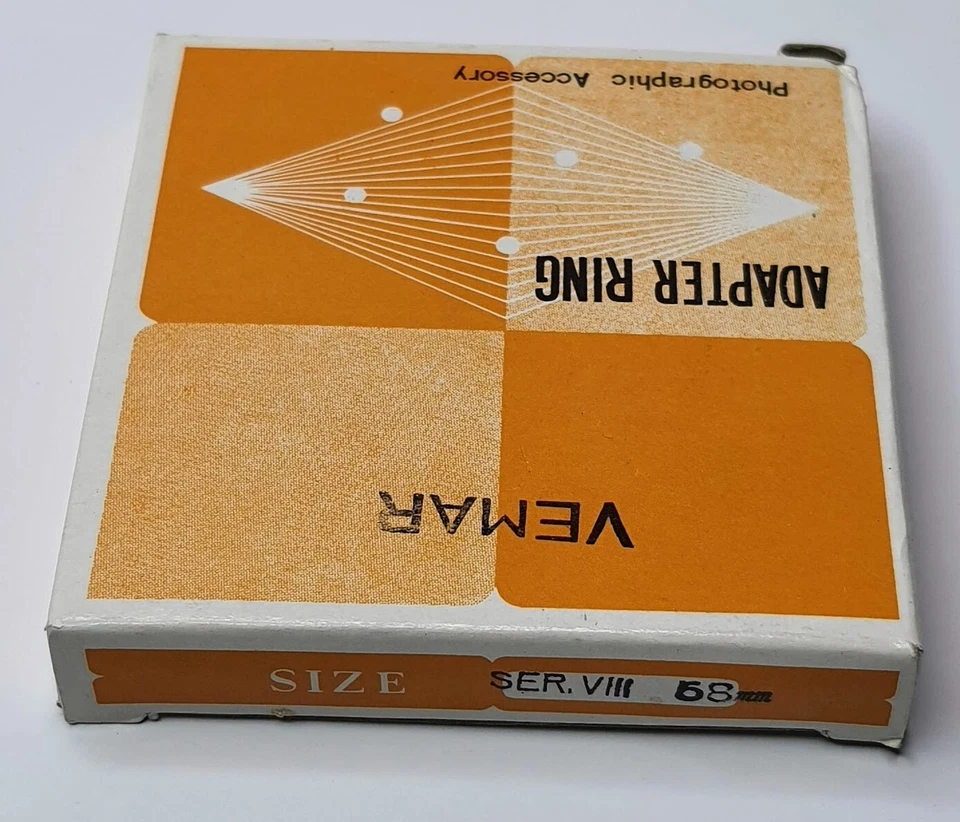 VEMAR
ADAPTER RING
Photographic Accessory
SIZE SER. VIII 58mm